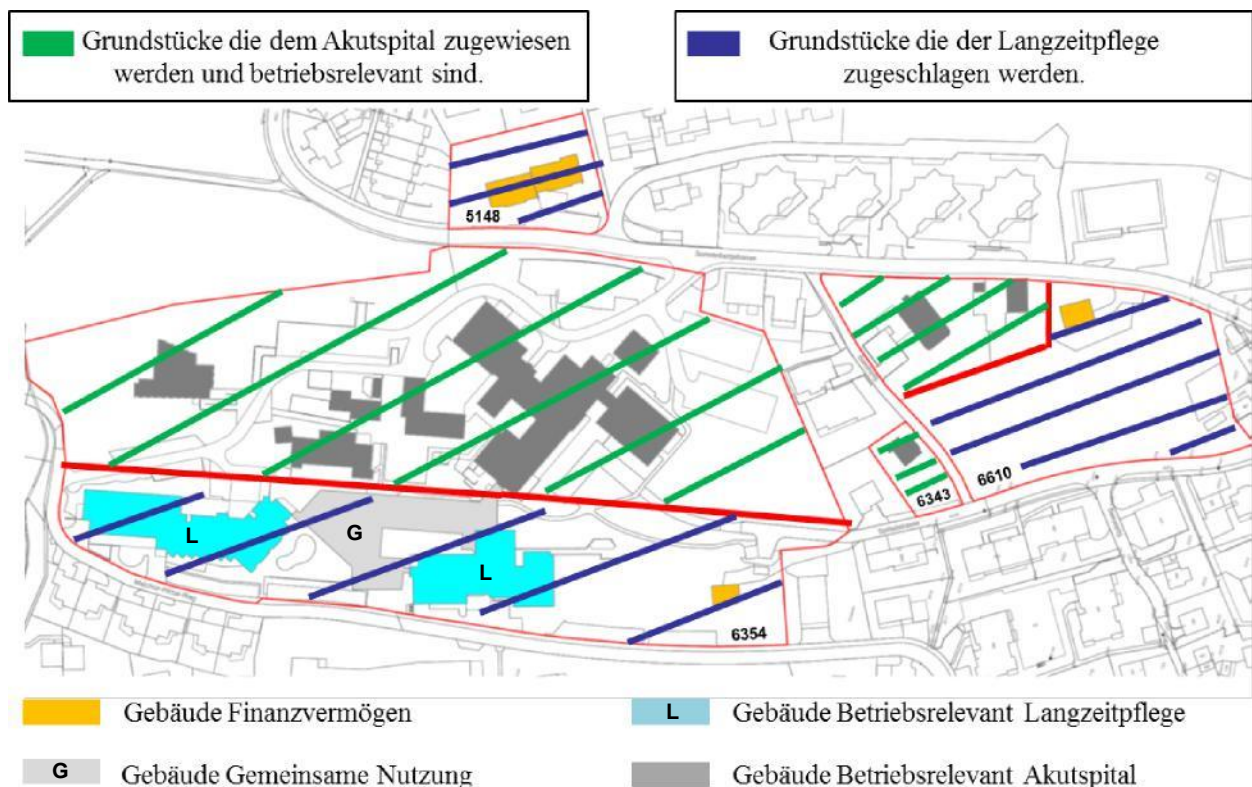 Grundstücke die dem Akutspital zugewiesen
werden und betriebsrelevant sind.
Grundstücke die der Langzeitpflege
zugeschlagen werden.
5148
L
G
L
6343
6610
6354
Gebäude Finanzvermögen
L Gebäude Betriebsrelevant Langzeitpflege
G Gebäude Gemeinsame Nutzung
Gebäude Betriebsrelevant Akutspital